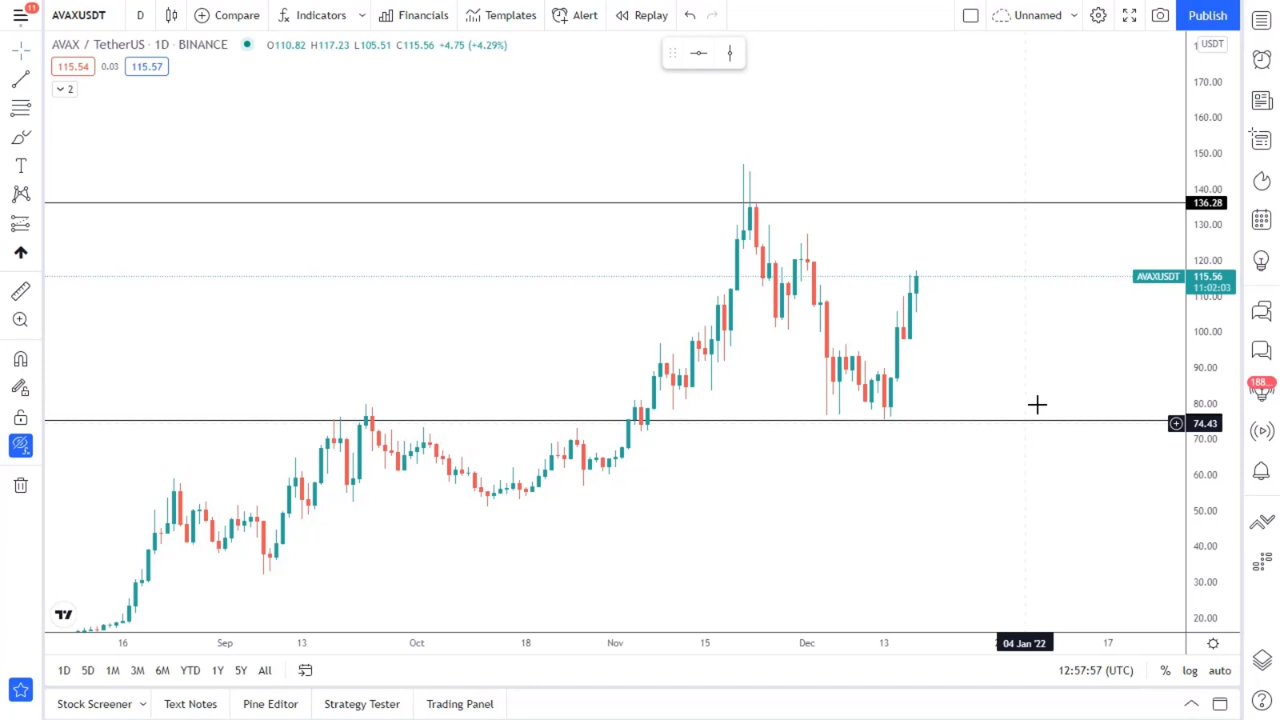 11
AVAXUSDT D Compare Indicators Financials Templates Alert Replay Unnamed Publish
AVAX / TetherUS · 1D · BINANCE O110.82 H117.23 L105.51 C115.56 +4.75 (+4.29%)
USDT
115.54 0.03 115.57
2
170.00
160.00
150.00
140.00
136.28
130.00
120.00
AVAXUSDT 115.56
11:02:03
110.00
100.00
90.00
80.00
74.43
70.00
60.00
50.00
40.00
30.00
20.00
188...
16 Sep 13 Oct 18 Nov 15 Dec 13 04 Jan '22 17
1D 5D 1M 3M 6M YTD 1Y 5Y All 12:57:57 (UTC) % log auto
Stock Screener Text Notes Pine Editor Strategy Tester Trading Panel